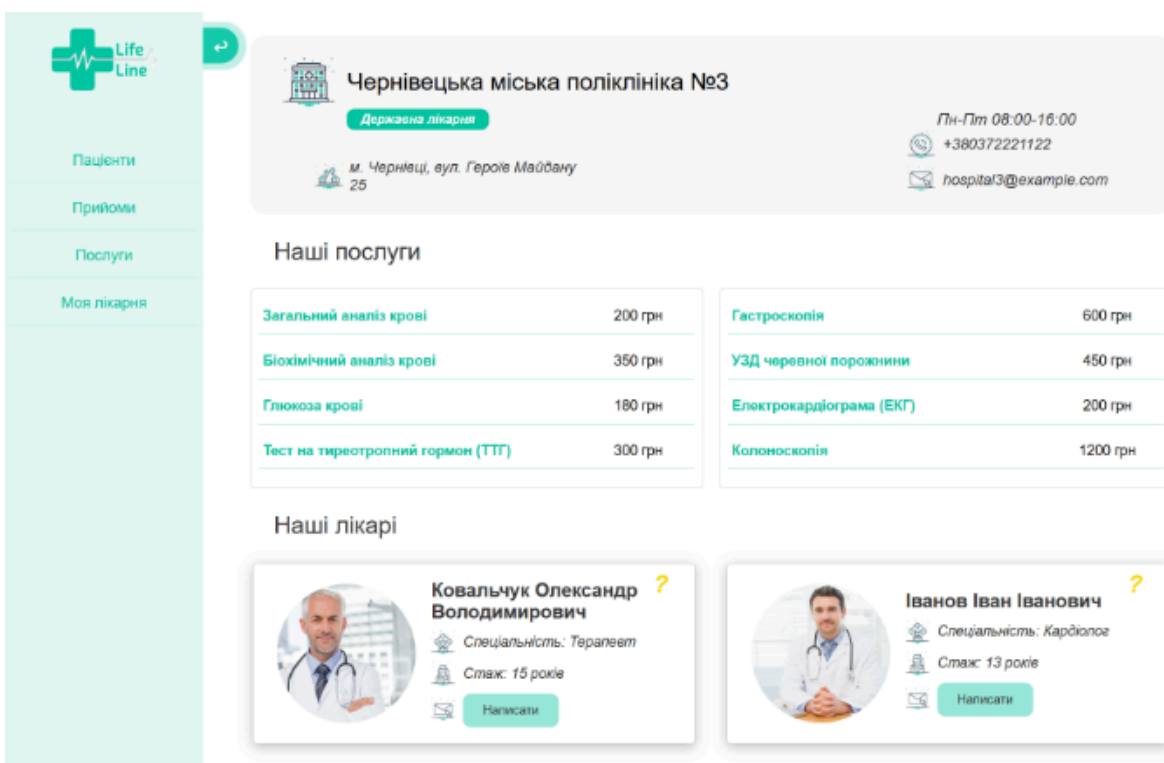 Life
Line
Пацієнти
Прийоми
Послуги
Моя лікарня
Чернівецька міська поліклініка №3
Державна лікарня
м. Чернівці, вул. Героїв Майдану
25
Пн-Пт 08:00-16:00
+380372221122
hospital3@example.com
Наші послуги
Загальний аналіз крові 200 грн
Біохімічний аналіз крові 350 грн
Глюкоза крові 180 грн
Тест на тиреотропний гормон (ТТГ) 300 грн
Гастроскопія 600 грн
УЗД черевної порожнини 450 грн
Електрокардіограма (ЕКГ) 200 грн
Колоноскопія 1200 грн
Наші лікарі
Ковальчук Олександр ?
Володимирович
Спеціальність: Терапевт
Стаж: 15 років
Написати
?
Іванов Іван Іванович
Спеціальність: Кардіолог
Стаж: 13 років
Написати